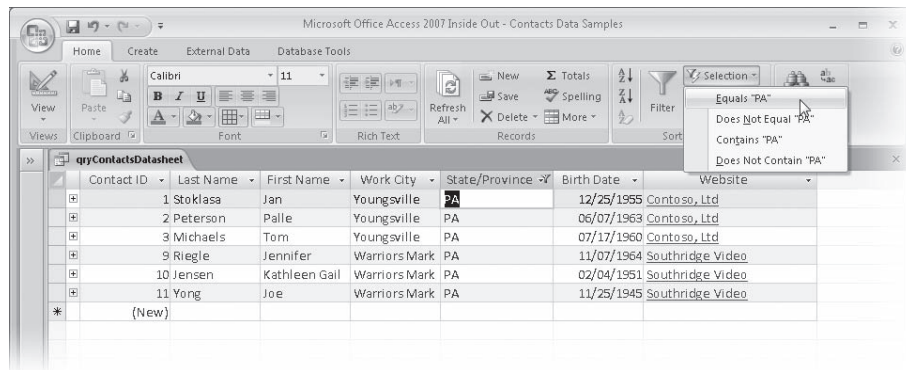 Microsoft Office Access 2007 Inside Out - Contacts Data Samples
Home Create External Data Database Tools
View
Views
Paste
Clipboard
Calibri 11
B I U
A
Font
ab
Rich Text
Refresh All
New
Save
Delete
Records
Σ Totals
Spelling
More
Filter
Sort
Selection
Equals "PA"
Does Not Equal "PA"
Contains "PA"
Does Not Contain "PA"
qryContactsDatasheet
Contact ID Last Name First Name Work City State/Province Birth Date Website
1 Stoklasa Jan Youngsville PA 12/25/1955 Contoso, Ltd
2 Peterson Palle Youngsville PA 06/07/1963 Contoso, Ltd
3 Michaels Tom Youngsville PA 07/17/1960 Contoso, Ltd
9 Riegle Jennifer Warriors Mark PA 11/07/1964 Southridge Video
10 Jensen Kathleen Gail Warriors Mark PA 02/04/1951 Southridge Video
11 Yong Joe Warriors Mark PA 11/25/1945 Southridge Video
* (New)